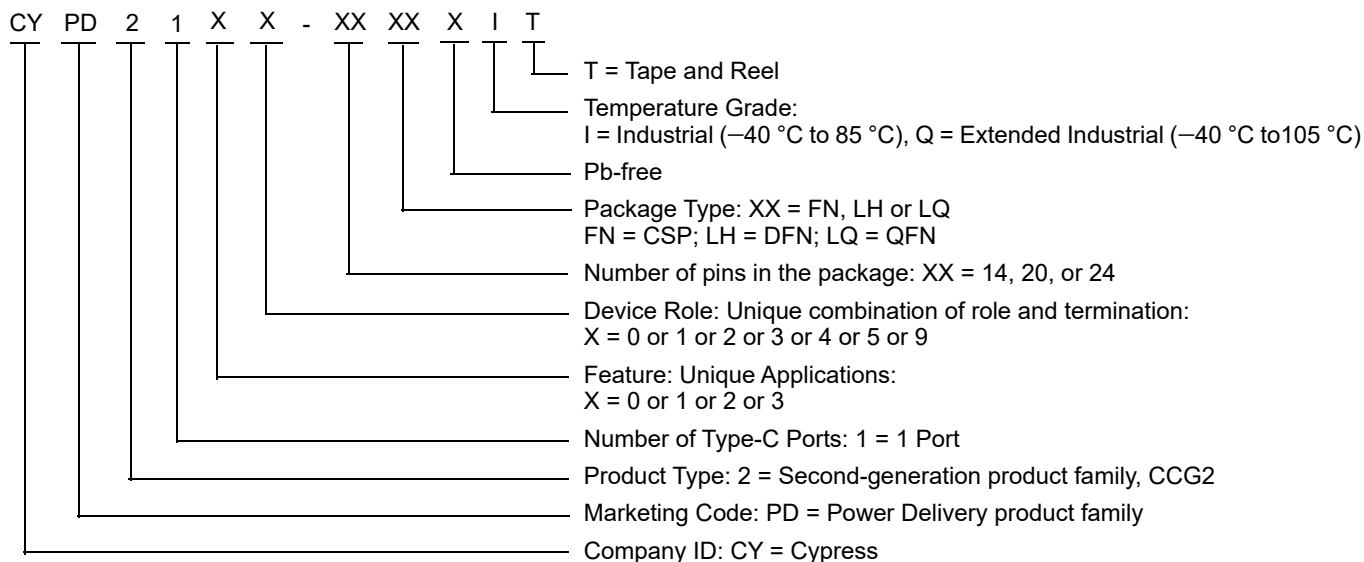 CY PD 2 1 X X - XX XX X I T
T = Tape and Reel
Temperature Grade:
I = Industrial (–40 °C to 85 °C), Q = Extended Industrial (–40 °C to105 °C)
Pb-free
Package Type: XX = FN, LH or LQ
FN = CSP; LH = DFN; LQ = QFN
Number of pins in the package: XX = 14, 20, or 24
Device Role: Unique combination of role and termination:
X = 0 or 1 or 2 or 3 or 4 or 5 or 9
Feature: Unique Applications:
X = 0 or 1 or 2 or 3
Number of Type-C Ports: 1 = 1 Port
Product Type: 2 = Second-generation product family, CCG2
Marketing Code: PD = Power Delivery product family
Company ID: CY = Cypress